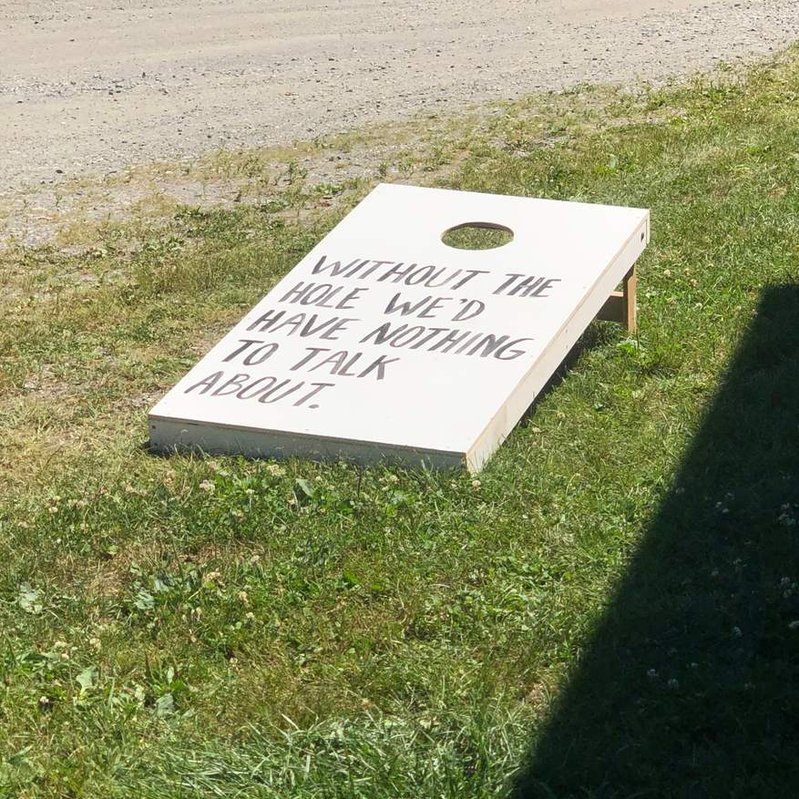 WITHOUT THE
HOLE WE'D
HAVE NOTHING
TO TALK
ABOUT.